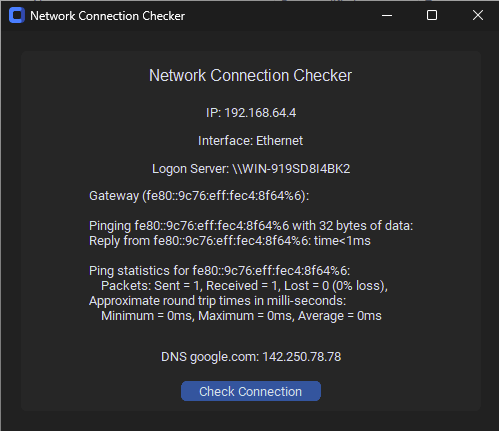 Network Connection Checker
Network Connection Checker
IP: 192.168.64.4
Interface: Ethernet
Logon Server: \\WIN-919SD8I4BK2
Gateway (fe80::9c76:eff:fec4:8f64%6):
Pinging fe80::9c76:eff:fec4:8f64%6 with 32 bytes of data:
Reply from fe80::9c76:eff:fec4:8f64%6: time<1ms
Ping statistics for fe80::9c76:eff:fec4:8f64%6:
Packets: Sent = 1, Received = 1, Lost = 0 (0% loss),
Approximate round trip times in milli-seconds:
Minimum = 0ms, Maximum = 0ms, Average = 0ms
DNS google.com: 142.250.78.78
Check Connection